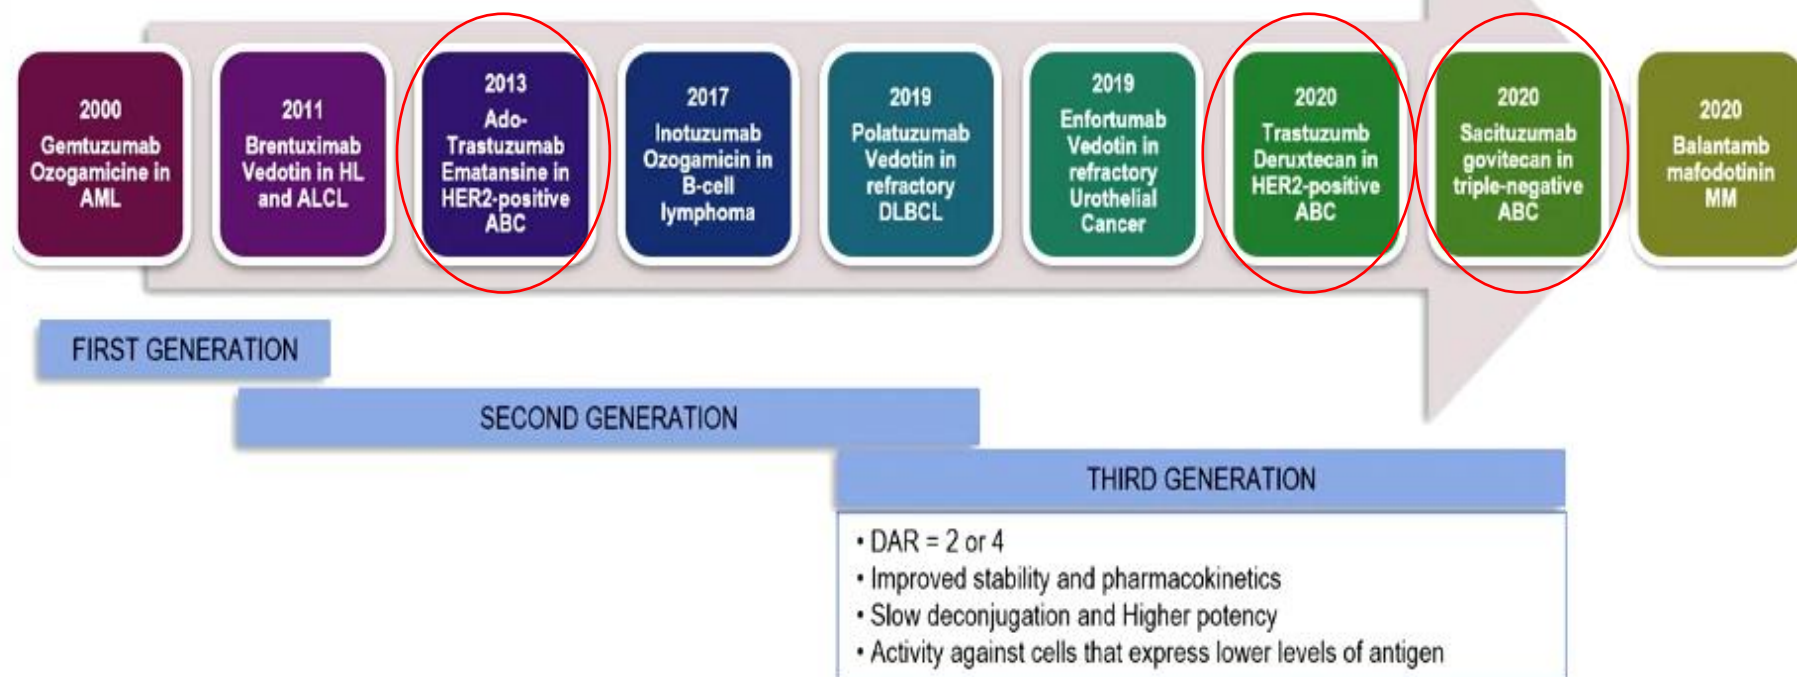 2000
Gemtuzumab
Ozogamicine in
AML
2011
Brentuximab
Vedotin in HL
and ALCL
2013
Ado-
Trastuzumab
Ematansine in
HER2-positive
ABC
2017
Inotuzumab
Ozogamicin in
B-cell
lymphoma
2019
Polatuzumab
Vedotin in
refractory
DLBCL
2019
Enfortumab
Vedotin in
refractory
Urothelial
Cancer
2020
Trastuzumb
Deruxtecan in
HER2-positive
ABC
2020
Sacituzumab
govitecan in
triple-negative
ABC
2020
Balantamb
mafodotinin
MM
FIRST GENERATION
SECOND GENERATION
THIRD GENERATION
• DAR = 2 or 4
• Improved stability and pharmacokinetics
• Slow deconjugation and Higher potency
• Activity against cells that express lower levels of antigen